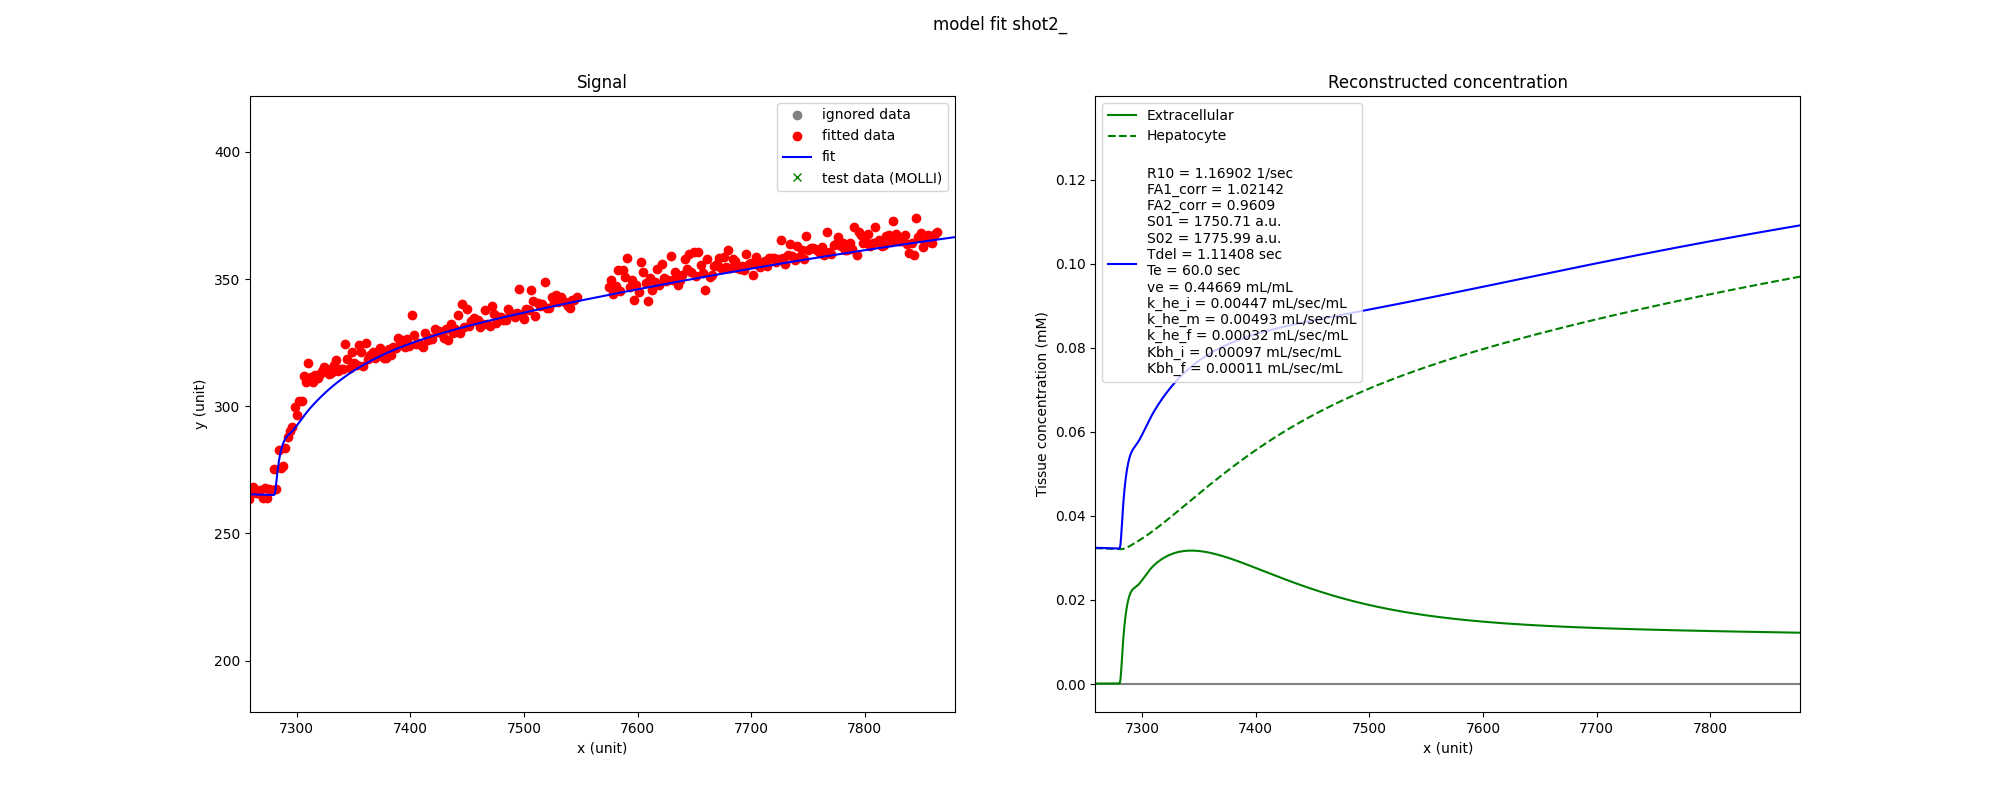 model fit shot2_
Signal
ignored data
fitted data
fit
test data (MOLLI)
400
350
300
250
200
y (unit)
7300 7400 7500 7600 7700 7800
x (unit)
Reconstructed concentration
Extracellular
Hepatocyte
R10 = 1.16902 1/sec
FA1_corr = 1.02142
FA2_corr = 0.9609
S01 = 1750.71 a.u.
S02 = 1775.99 a.u.
Tdel = 1.11408 sec
Te = 60.0 sec
ve = 0.44669 mL/mL
k_he_i = 0.00447 mL/sec/mL
k_he_m = 0.00493 mL/sec/mL
k_he_f = 0.00032 mL/sec/mL
Kbh_i = 0.00097 mL/sec/mL
Kbh_f = 0.00011 mL/sec/mL
0.12
0.10
0.08
0.06
0.04
0.02
0.00
Tissue concentration (mM)
7300 7400 7500 7600 7700 7800
x (unit)